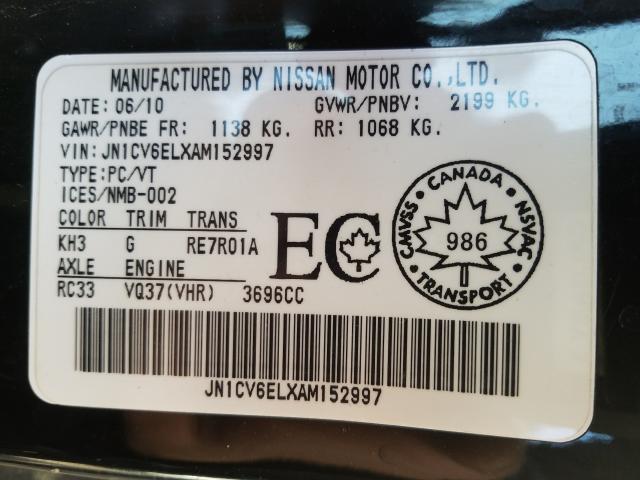 MANUFACTURED BY NISSAN MOTOR CO.,LTD.
DATE: 06/10 GVWR/PNBV: 2199 KG.
GAWR/PNBE FR: 1138 KG. RR: 1068 KG.
VIN: JN1CV6ELXAM152997
TYPE: PC/VT
ICES/NMB-002
COLOR TRIM TRANS
KH3 G RE7R01A
AXLE ENGINE
RC33 VQ37(VHR) 3696CC
EC
CANADA
CMVSS 986 NSVAC
TRANSPORT
JN1CV6ELXAM152997